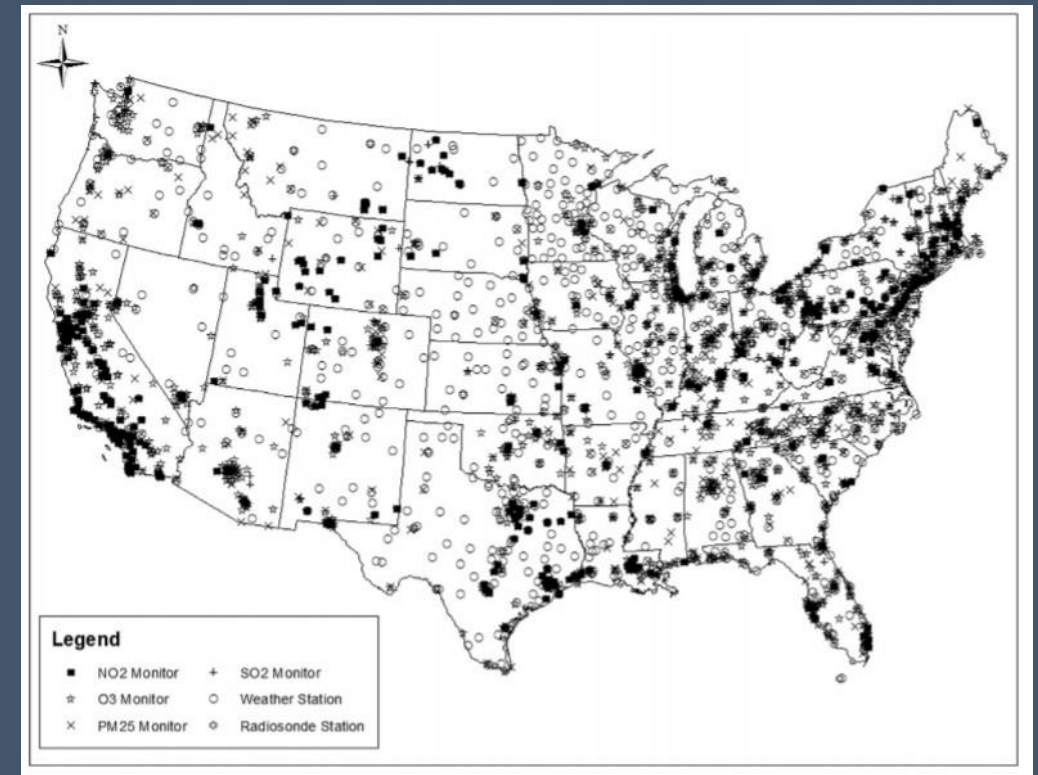 N
Legend
NO2 Monitor
SO2 Monitor
O3 Monitor
Weather Station
PM25 Monitor
Radiosonde Station